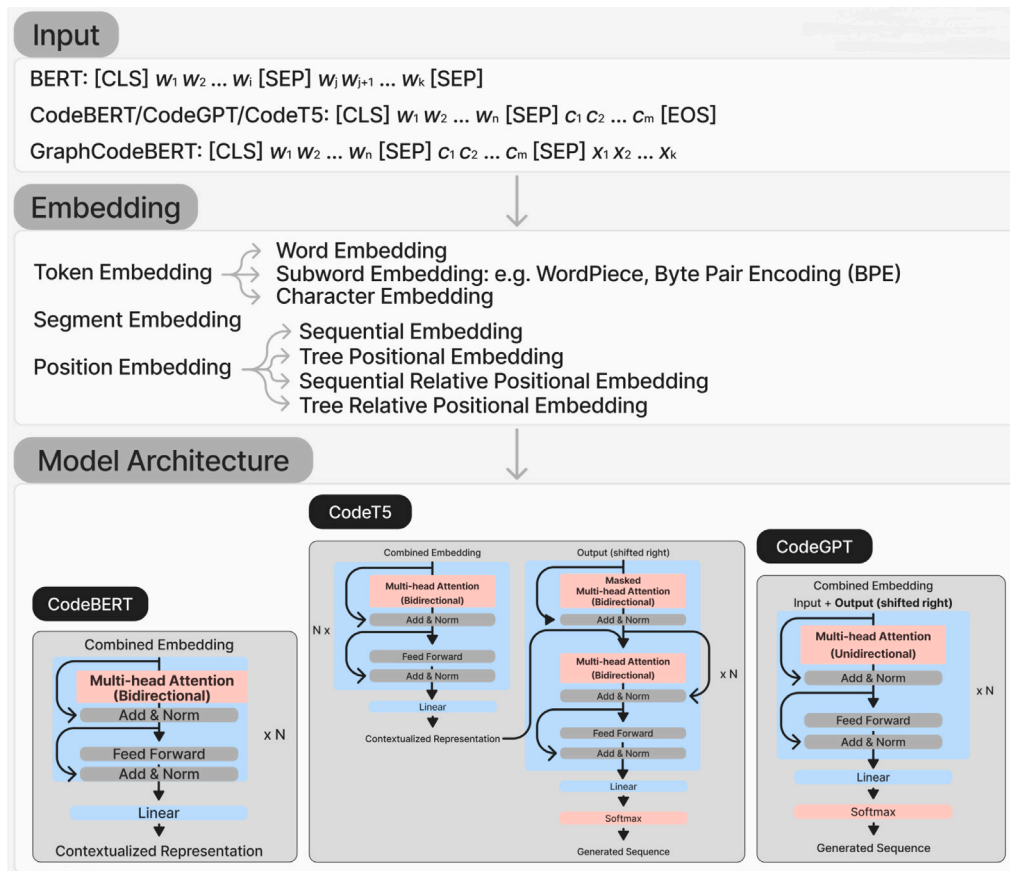 Input
BERT: [CLS] w1 w2 ... wi [SEP] wj wj+1 ... wk [SEP]
CodeBERT/CodeGPT/CodeT5: [CLS] w1 w2 ... wn [SEP] c1 c2 ... cm [EOS]
GraphCodeBERT: [CLS] w1 w2 ... wn [SEP] c1 c2 ... cm [SEP] x1 x2 ... xk
Embedding
Token Embedding
Word Embedding
Subword Embedding: e.g. WordPiece, Byte Pair Encoding (BPE)
Character Embedding
Segment Embedding
Position Embedding
Sequential Embedding
Tree Positional Embedding
Sequential Relative Positional Embedding
Tree Relative Positional Embedding
Model Architecture
CodeBERT
Combined Embedding
Multi-head Attention
(Bidirectional)
Add & Norm
Feed Forward
Add & Norm
x N
Linear
Contextualized Representation
CodeT5
Combined Embedding
Multi-head Attention
(Bidirectional)
Add & Norm
N x
Feed Forward
Add & Norm
Linear
Contextualized Representation
Output (shifted right)
Masked
Multi-head Attention
(Bidirectional)
Add & Norm
Multi-head Attention
(Bidirectional)
x N
Add & Norm
Feed Forward
Add & Norm
Linear
Softmax
Generated Sequence
CodeGPT
Combined Embedding
Input + Output (shifted right)
Multi-head Attention
(Unidirectional)
Add & Norm
x N
Feed Forward
Add & Norm
Linear
Softmax
Generated Sequence